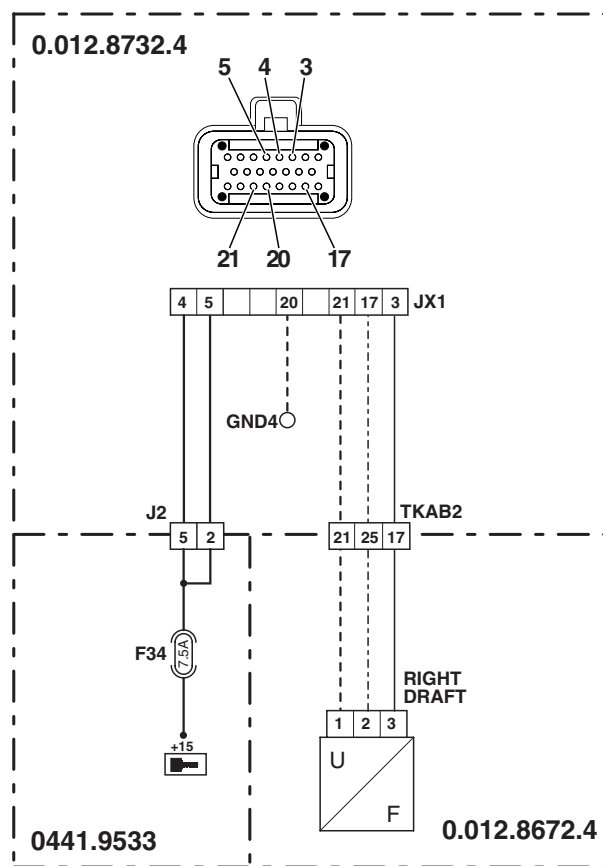 0.012.8732.4
5 4 3
21 20 17
4 5 20 21 17 3 JX1
GND4
J2
TKAB2
5 2
21 25 17
F34
7.5A
RIGHT
DRAFT
+15
1 2 3
U
F
0441.9533
0.012.8672.4